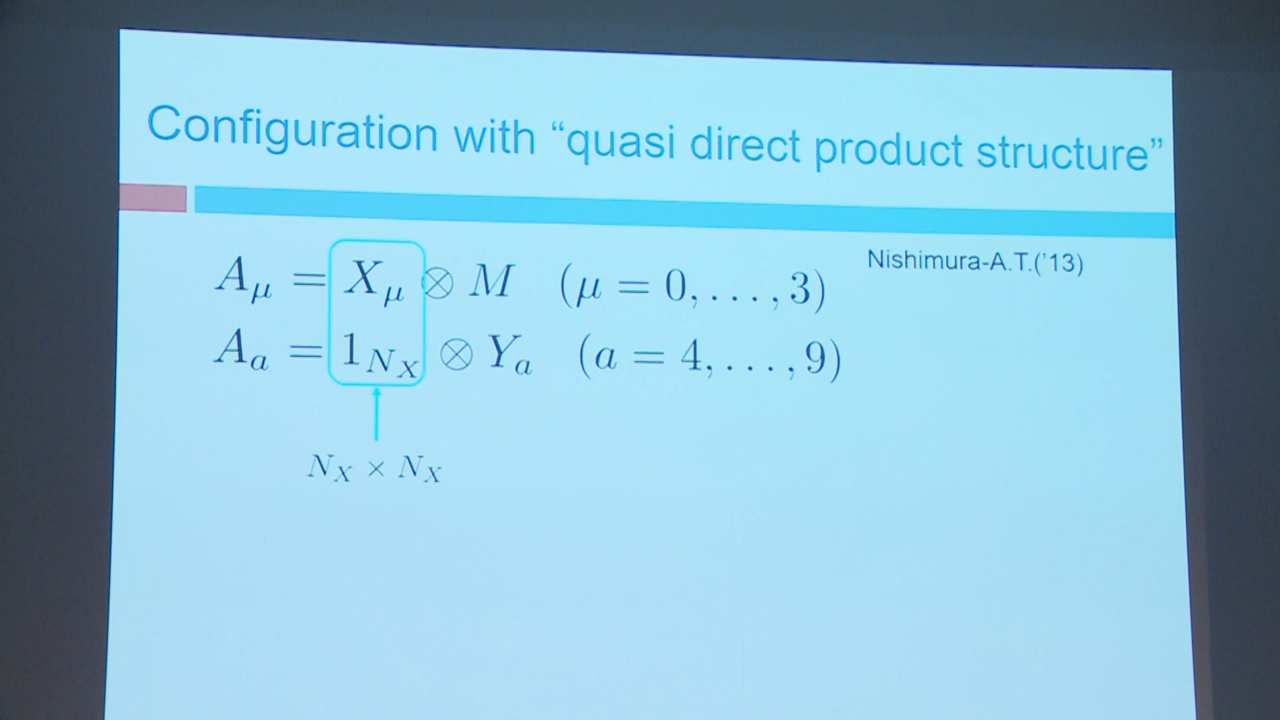 Configuration with “quasi direct product structure”
Nishimura-A.T.('13)
A_μ = X_μ ⊗ M (μ = 0, . . . , 3)
A_a = 1_{N_X} ⊗ Y_a (a = 4, . . . , 9)
N_X × N_X